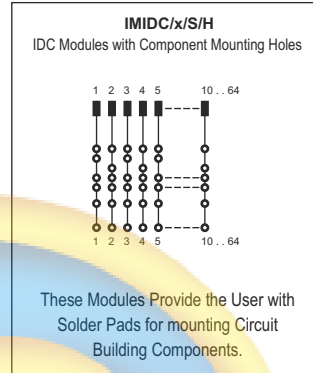 IMIDC/x/S/H
IDC Modules with Component Mounting Holes
1 2 3 4 5 10 . . 64
1 2 3 4 5 10 . . 64
These Modules Provide the User with
Solder Pads for mounting Circuit
Building Components.